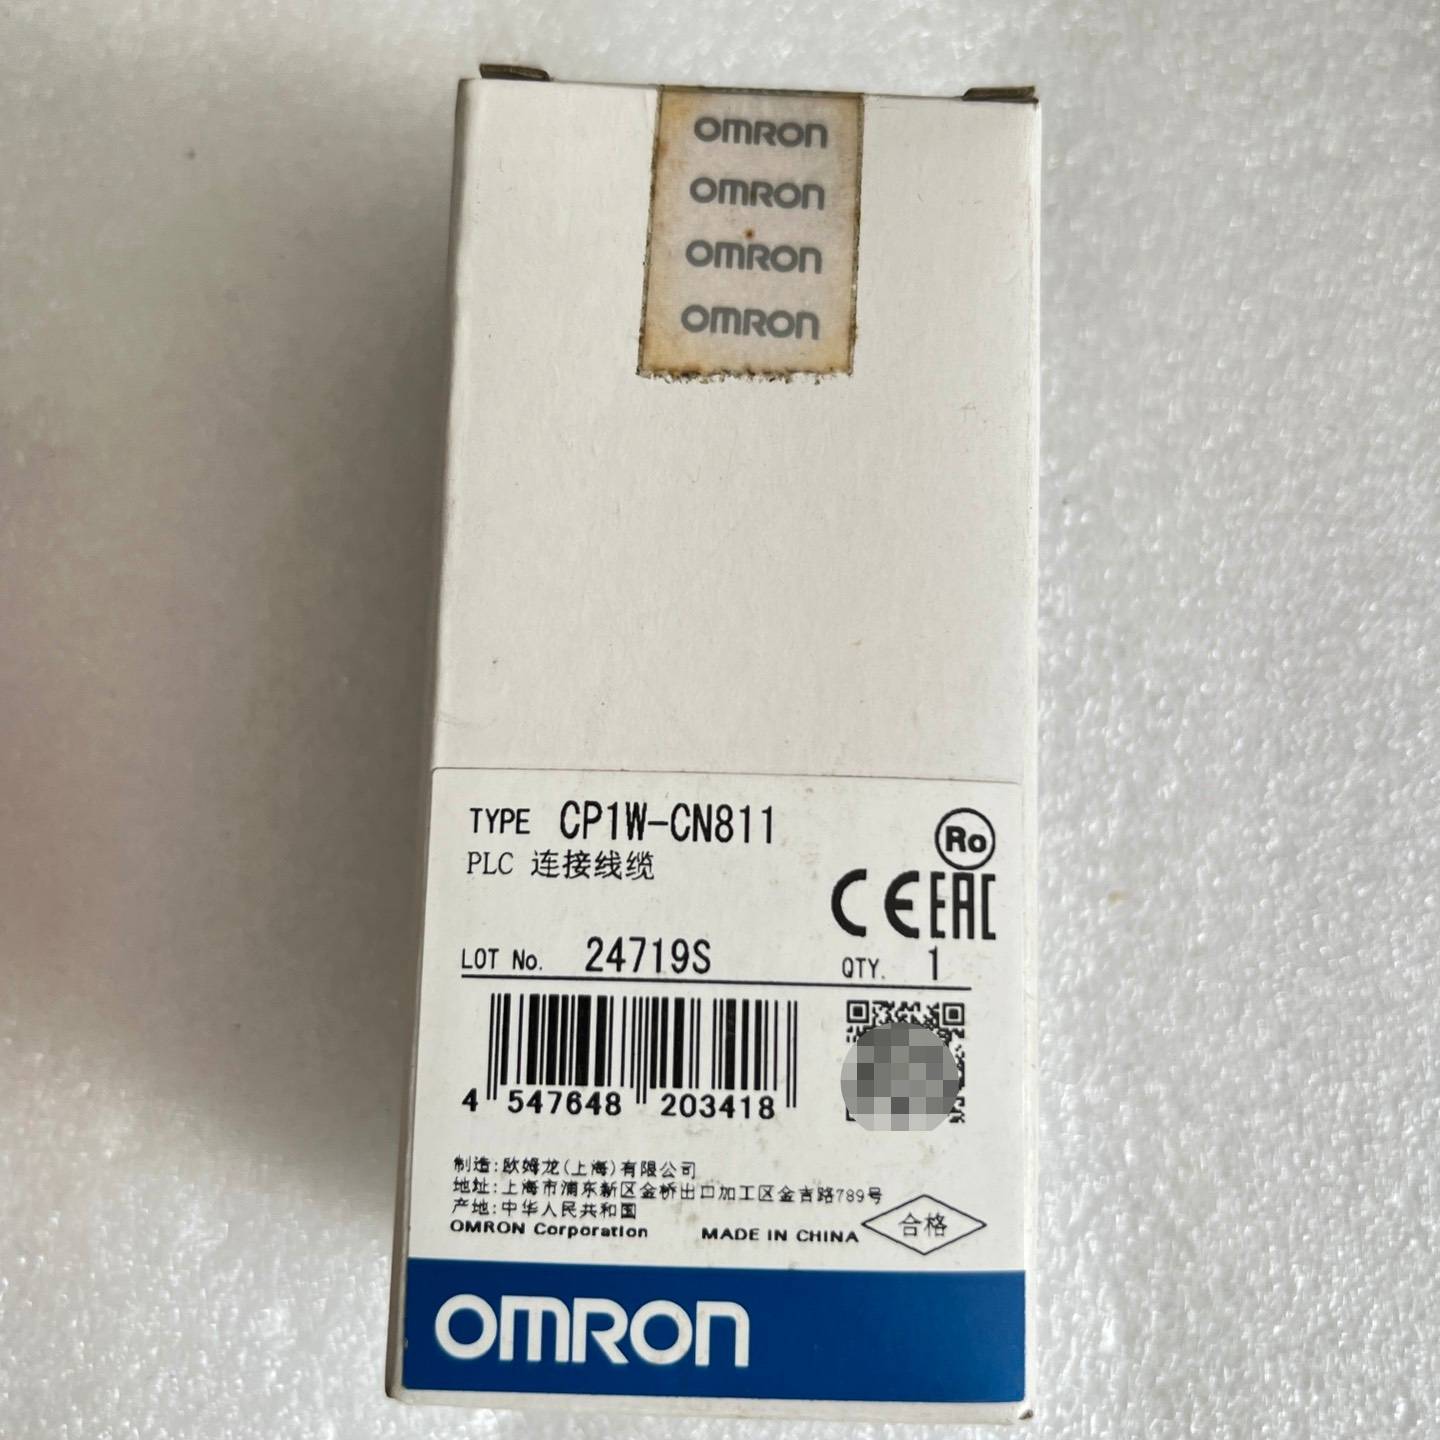 OMRON
OMRON
OMRON
OMRON
TYPE CP1W-CN811
PLC 连接线缆
Ro
CE EAC
LOT No. 24719S QTY. 1
4 547648 203418
制造:欧姆龙(上海)有限公司
地址:上海市浦东新区金桥出口加工区金吉路789号
产地:中华人民共和国
OMRON Corporation MADE IN CHINA
合格
OMRON